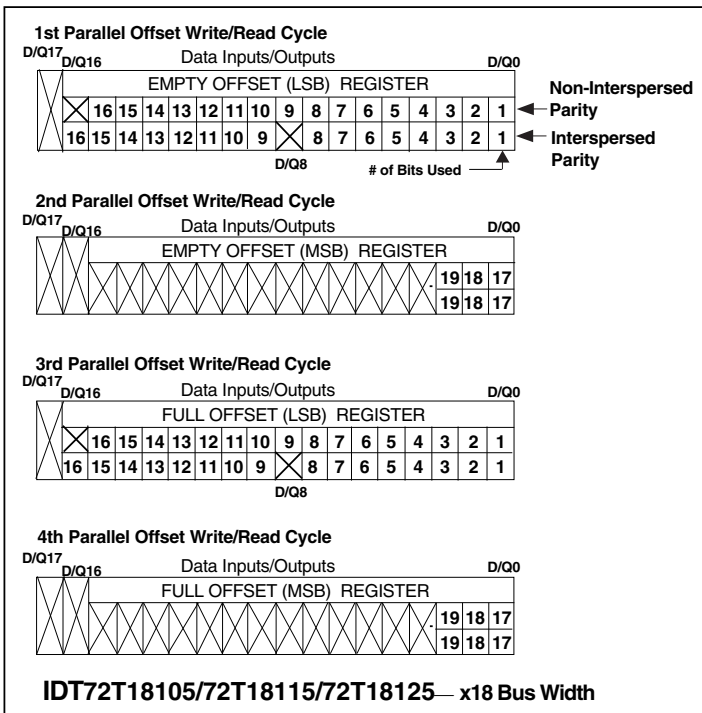 1st Parallel Offset Write/Read Cycle
D/Q17 D/Q16 Data Inputs/Outputs D/Q0
EMPTY OFFSET (LSB) REGISTER
16 15 14 13 12 11 10 9 8 7 6 5 4 3 2 1 Non-Interspersed Parity
16 15 14 13 12 11 10 9 8 7 6 5 4 3 2 1 Interspersed Parity
D/Q8 # of Bits Used
2nd Parallel Offset Write/Read Cycle
D/Q17 D/Q16 Data Inputs/Outputs D/Q0
EMPTY OFFSET (MSB) REGISTER
19 18 17
19 18 17
3rd Parallel Offset Write/Read Cycle
D/Q17 D/Q16 Data Inputs/Outputs D/Q0
FULL OFFSET (LSB) REGISTER
16 15 14 13 12 11 10 9 8 7 6 5 4 3 2 1
16 15 14 13 12 11 10 9 8 7 6 5 4 3 2 1
D/Q8
4th Parallel Offset Write/Read Cycle
D/Q17 D/Q16 Data Inputs/Outputs D/Q0
FULL OFFSET (MSB) REGISTER
19 18 17
19 18 17
IDT72T18105/72T18115/72T18125— x18 Bus Width